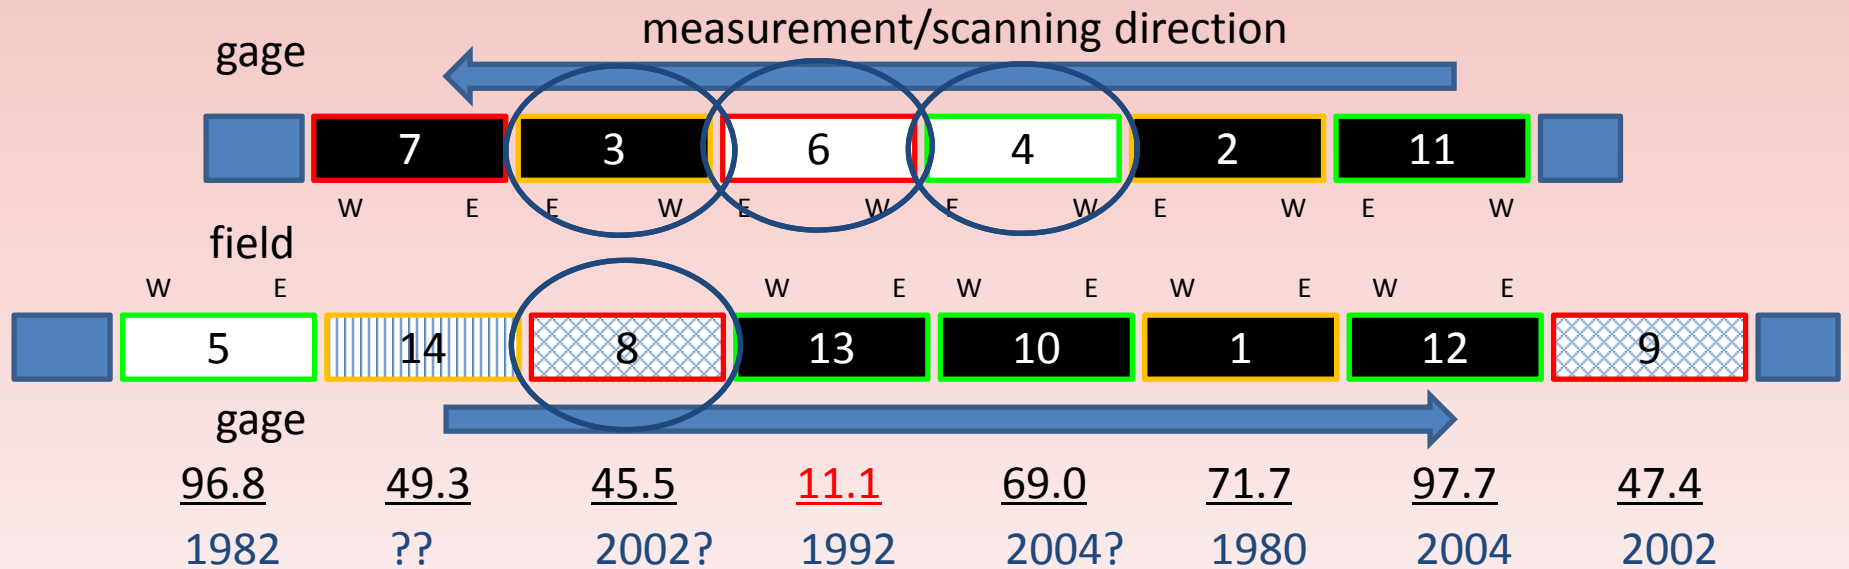 measurement/scanning direction
gage
7 3 6 4 2 11
W E E W E W E W E W E W
field
W E W E W E W E W E
5 14 8 13 10 1 12 9
gage
96.8 49.3 45.5 11.1 69.0 71.7 97.7 47.4
1982 ?? 2002? 1992 2004? 1980 2004 2002